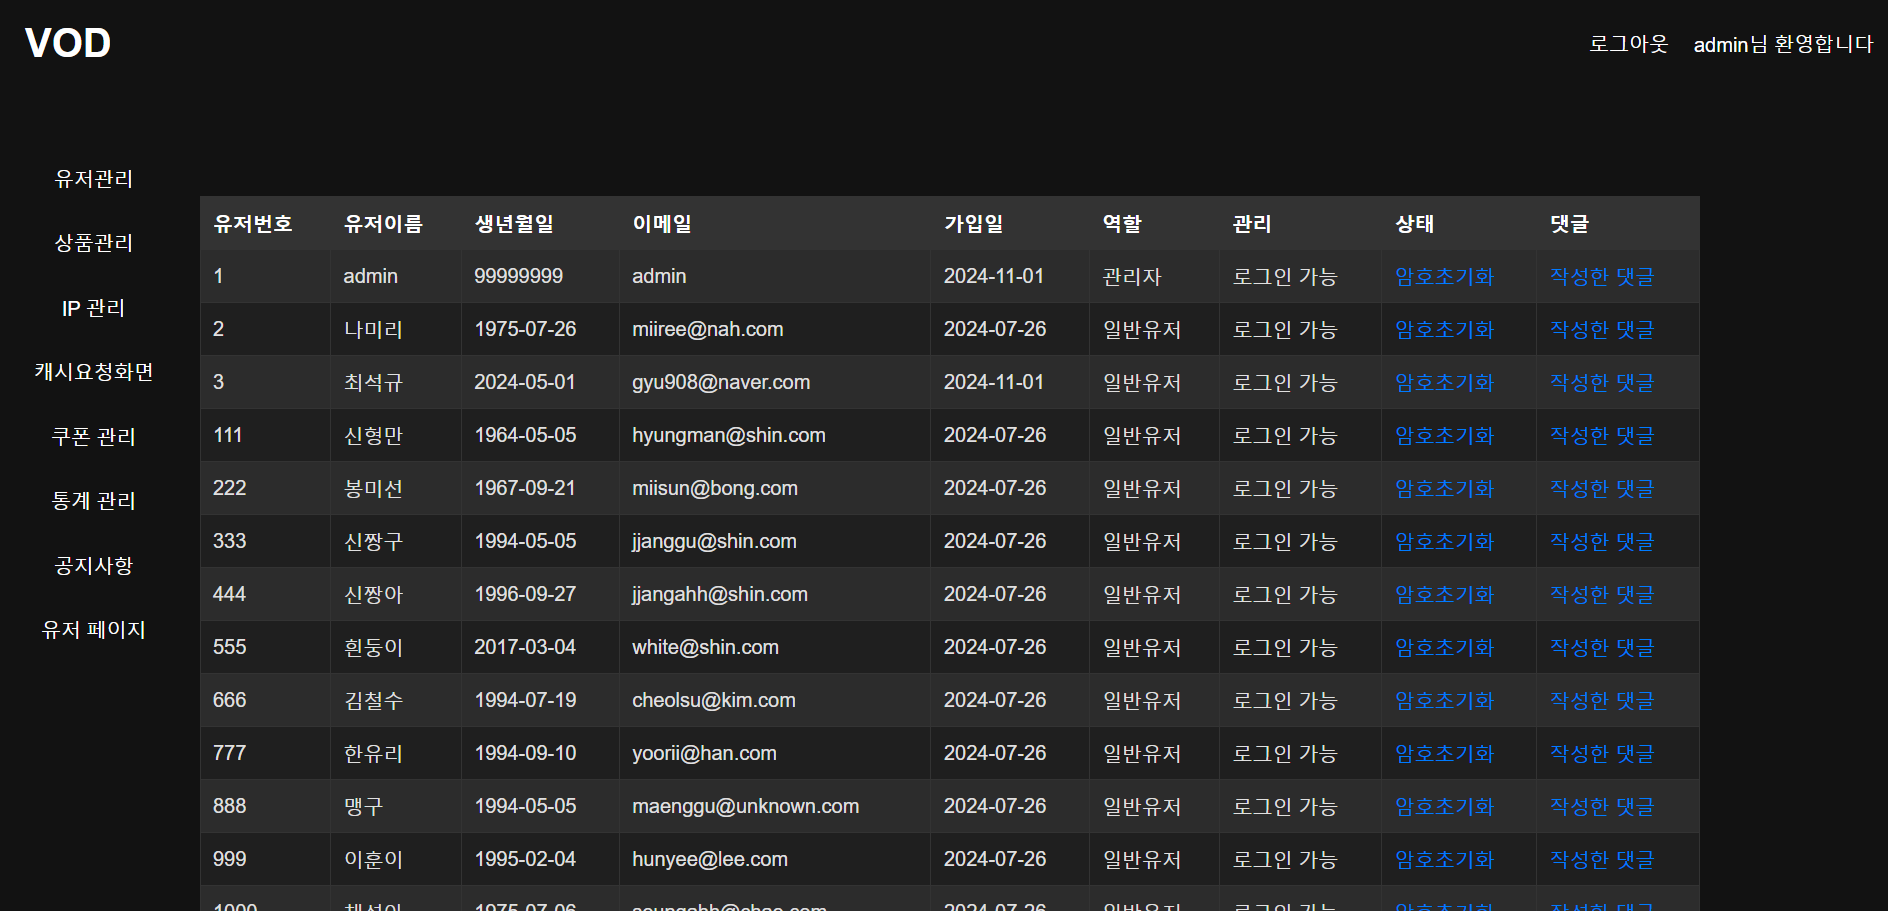 VOD
로그아웃 admin님 환영합니다
유저관리
상품관리
IP 관리
캐시요청화면
쿠폰 관리
통계 관리
공지사항
유저 페이지
유저번호 유저이름 생년월일 이메일 가입일 역할 관리 상태 댓글
1 admin 99999999 admin 2024-11-01 관리자 로그인 가능 암호초기화 작성한 댓글
2 나미리 1975-07-26 miiree@nah.com 2024-07-26 일반유저 로그인 가능 암호초기화 작성한 댓글
3 최석규 2024-05-01 gyu908@naver.com 2024-11-01 일반유저 로그인 가능 암호초기화 작성한 댓글
111 신형만 1964-05-05 hyungman@shin.com 2024-07-26 일반유저 로그인 가능 암호초기화 작성한 댓글
222 봉미선 1967-09-21 miisun@bong.com 2024-07-26 일반유저 로그인 가능 암호초기화 작성한 댓글
333 신짱구 1994-05-05 jjanggu@shin.com 2024-07-26 일반유저 로그인 가능 암호초기화 작성한 댓글
444 신짱아 1996-09-27 jjangahh@shin.com 2024-07-26 일반유저 로그인 가능 암호초기화 작성한 댓글
555 흰둥이 2017-03-04 white@shin.com 2024-07-26 일반유저 로그인 가능 암호초기화 작성한 댓글
666 김철수 1994-07-19 cheolsu@kim.com 2024-07-26 일반유저 로그인 가능 암호초기화 작성한 댓글
777 한유리 1994-09-10 yoorii@han.com 2024-07-26 일반유저 로그인 가능 암호초기화 작성한 댓글
888 맹구 1994-05-05 maenggu@unknown.com 2024-07-26 일반유저 로그인 가능 암호초기화 작성한 댓글
999 이훈이 1995-02-04 hunyee@lee.com 2024-07-26 일반유저 로그인 가능 암호초기화 작성한 댓글
1000 1975-07-06 2024-07-26 일반유저 로그인 가능 암호초기화 작성한 댓글